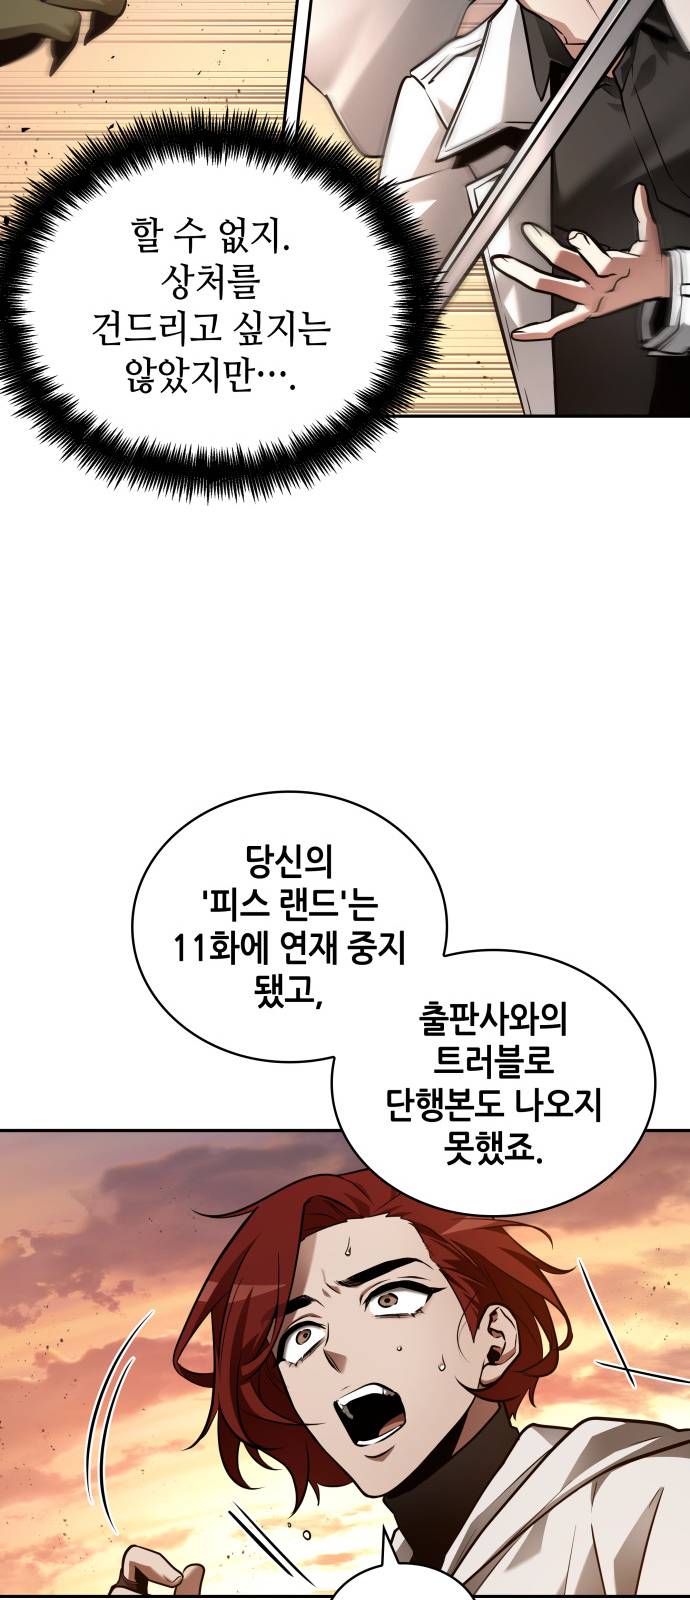 할 수 없지.
상처를
건드리고 싶지는
않았지만….
당신의
'피스 랜드'는
11화에 연재 중지
됐고,
출판사와의
트러블로
단행본도 나오지
못했죠.